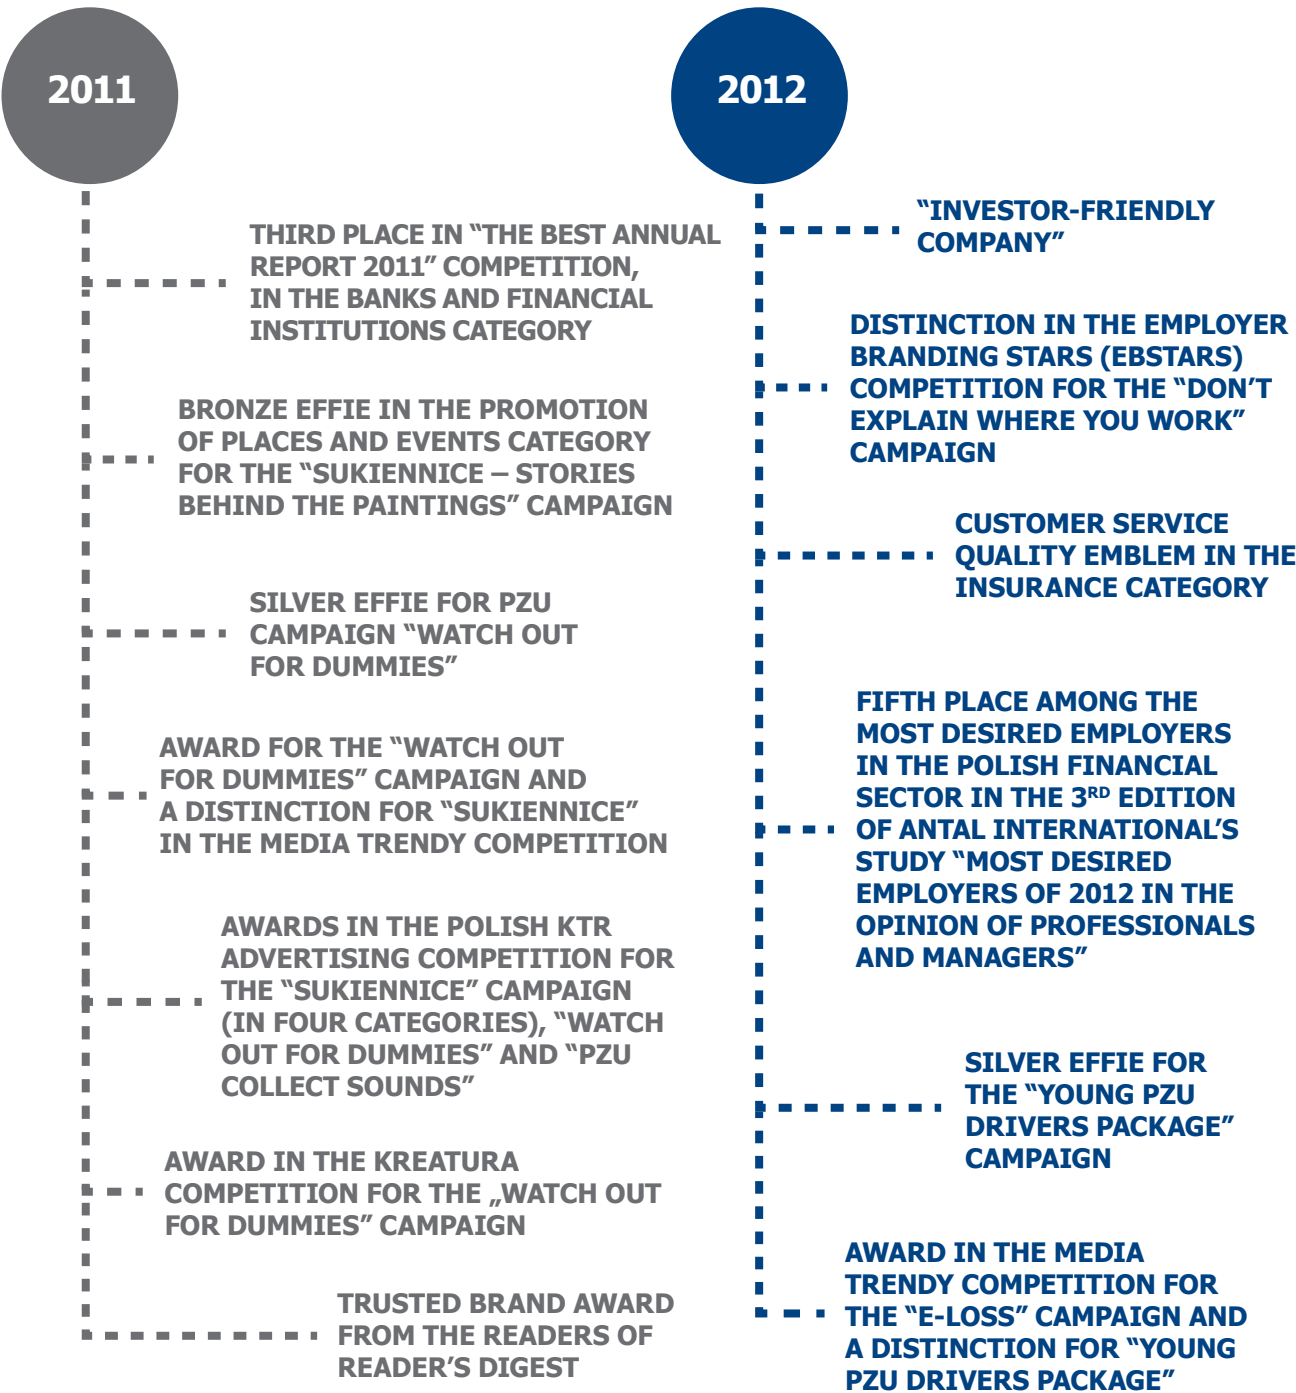 2011
THIRD PLACE IN “THE BEST ANNUAL
REPORT 2011” COMPETITION,
IN THE BANKS AND FINANCIAL
INSTITUTIONS CATEGORY
BRONZE EFFIE IN THE PROMOTION
OF PLACES AND EVENTS CATEGORY
FOR THE “SUKIENNICE – STORIES
BEHIND THE PAINTINGS” CAMPAIGN
SILVER EFFIE FOR PZU
CAMPAIGN “WATCH OUT
FOR DUMMIES”
AWARD FOR THE “WATCH OUT
FOR DUMMIES” CAMPAIGN AND
A DISTINCTION FOR “SUKIENNICE”
IN THE MEDIA TRENDY COMPETITION
AWARDS IN THE POLISH KTR
ADVERTISING COMPETITION FOR
THE “SUKIENNICE” CAMPAIGN
(IN FOUR CATEGORIES), “WATCH
OUT FOR DUMMIES” AND “PZU
COLLECT SOUNDS”
AWARD IN THE KREATURA
COMPETITION FOR THE „WATCH OUT
FOR DUMMIES” CAMPAIGN
TRUSTED BRAND AWARD
FROM THE READERS OF
READER’S DIGEST
2012
“INVESTOR-FRIENDLY
COMPANY”
DISTINCTION IN THE EMPLOYER
BRANDING STARS (EBSTARS)
COMPETITION FOR THE “DON’T
EXPLAIN WHERE YOU WORK”
CAMPAIGN
CUSTOMER SERVICE
QUALITY EMBLEM IN THE
INSURANCE CATEGORY
FIFTH PLACE AMONG THE
MOST DESIRED EMPLOYERS
IN THE POLISH FINANCIAL
SECTOR IN THE 3RD EDITION
OF ANTAL INTERNATIONAL’S
STUDY “MOST DESIRED
EMPLOYERS OF 2012 IN THE
OPINION OF PROFESSIONALS
AND MANAGERS”
SILVER EFFIE FOR
THE “YOUNG PZU
DRIVERS PACKAGE”
CAMPAIGN
AWARD IN THE MEDIA
TRENDY COMPETITION FOR
THE “E-LOSS” CAMPAIGN AND
A DISTINCTION FOR “YOUNG
PZU DRIVERS PACKAGE”